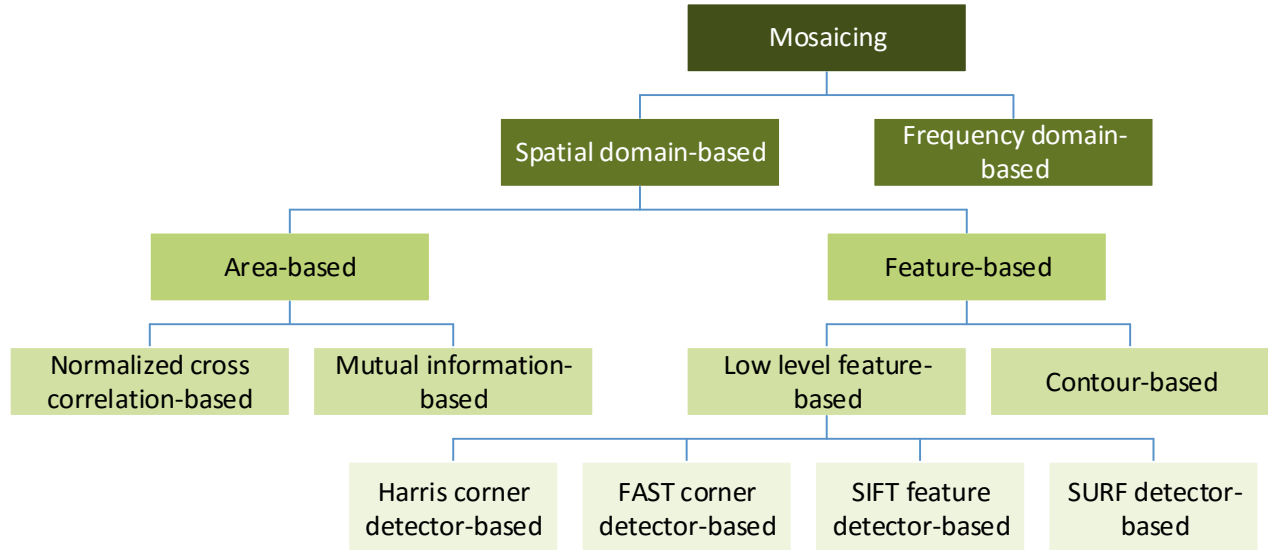 Mosaicing
Spatial domain-based
Frequency domain-
based
Area-based
Feature-based
Normalized cross
correlation-based
Mutual information-
based
Low level feature-
based
Contour-based
Harris corner
detector-based
FAST corner
detector-based
SIFT feature
detector-based
SURF detector-
based